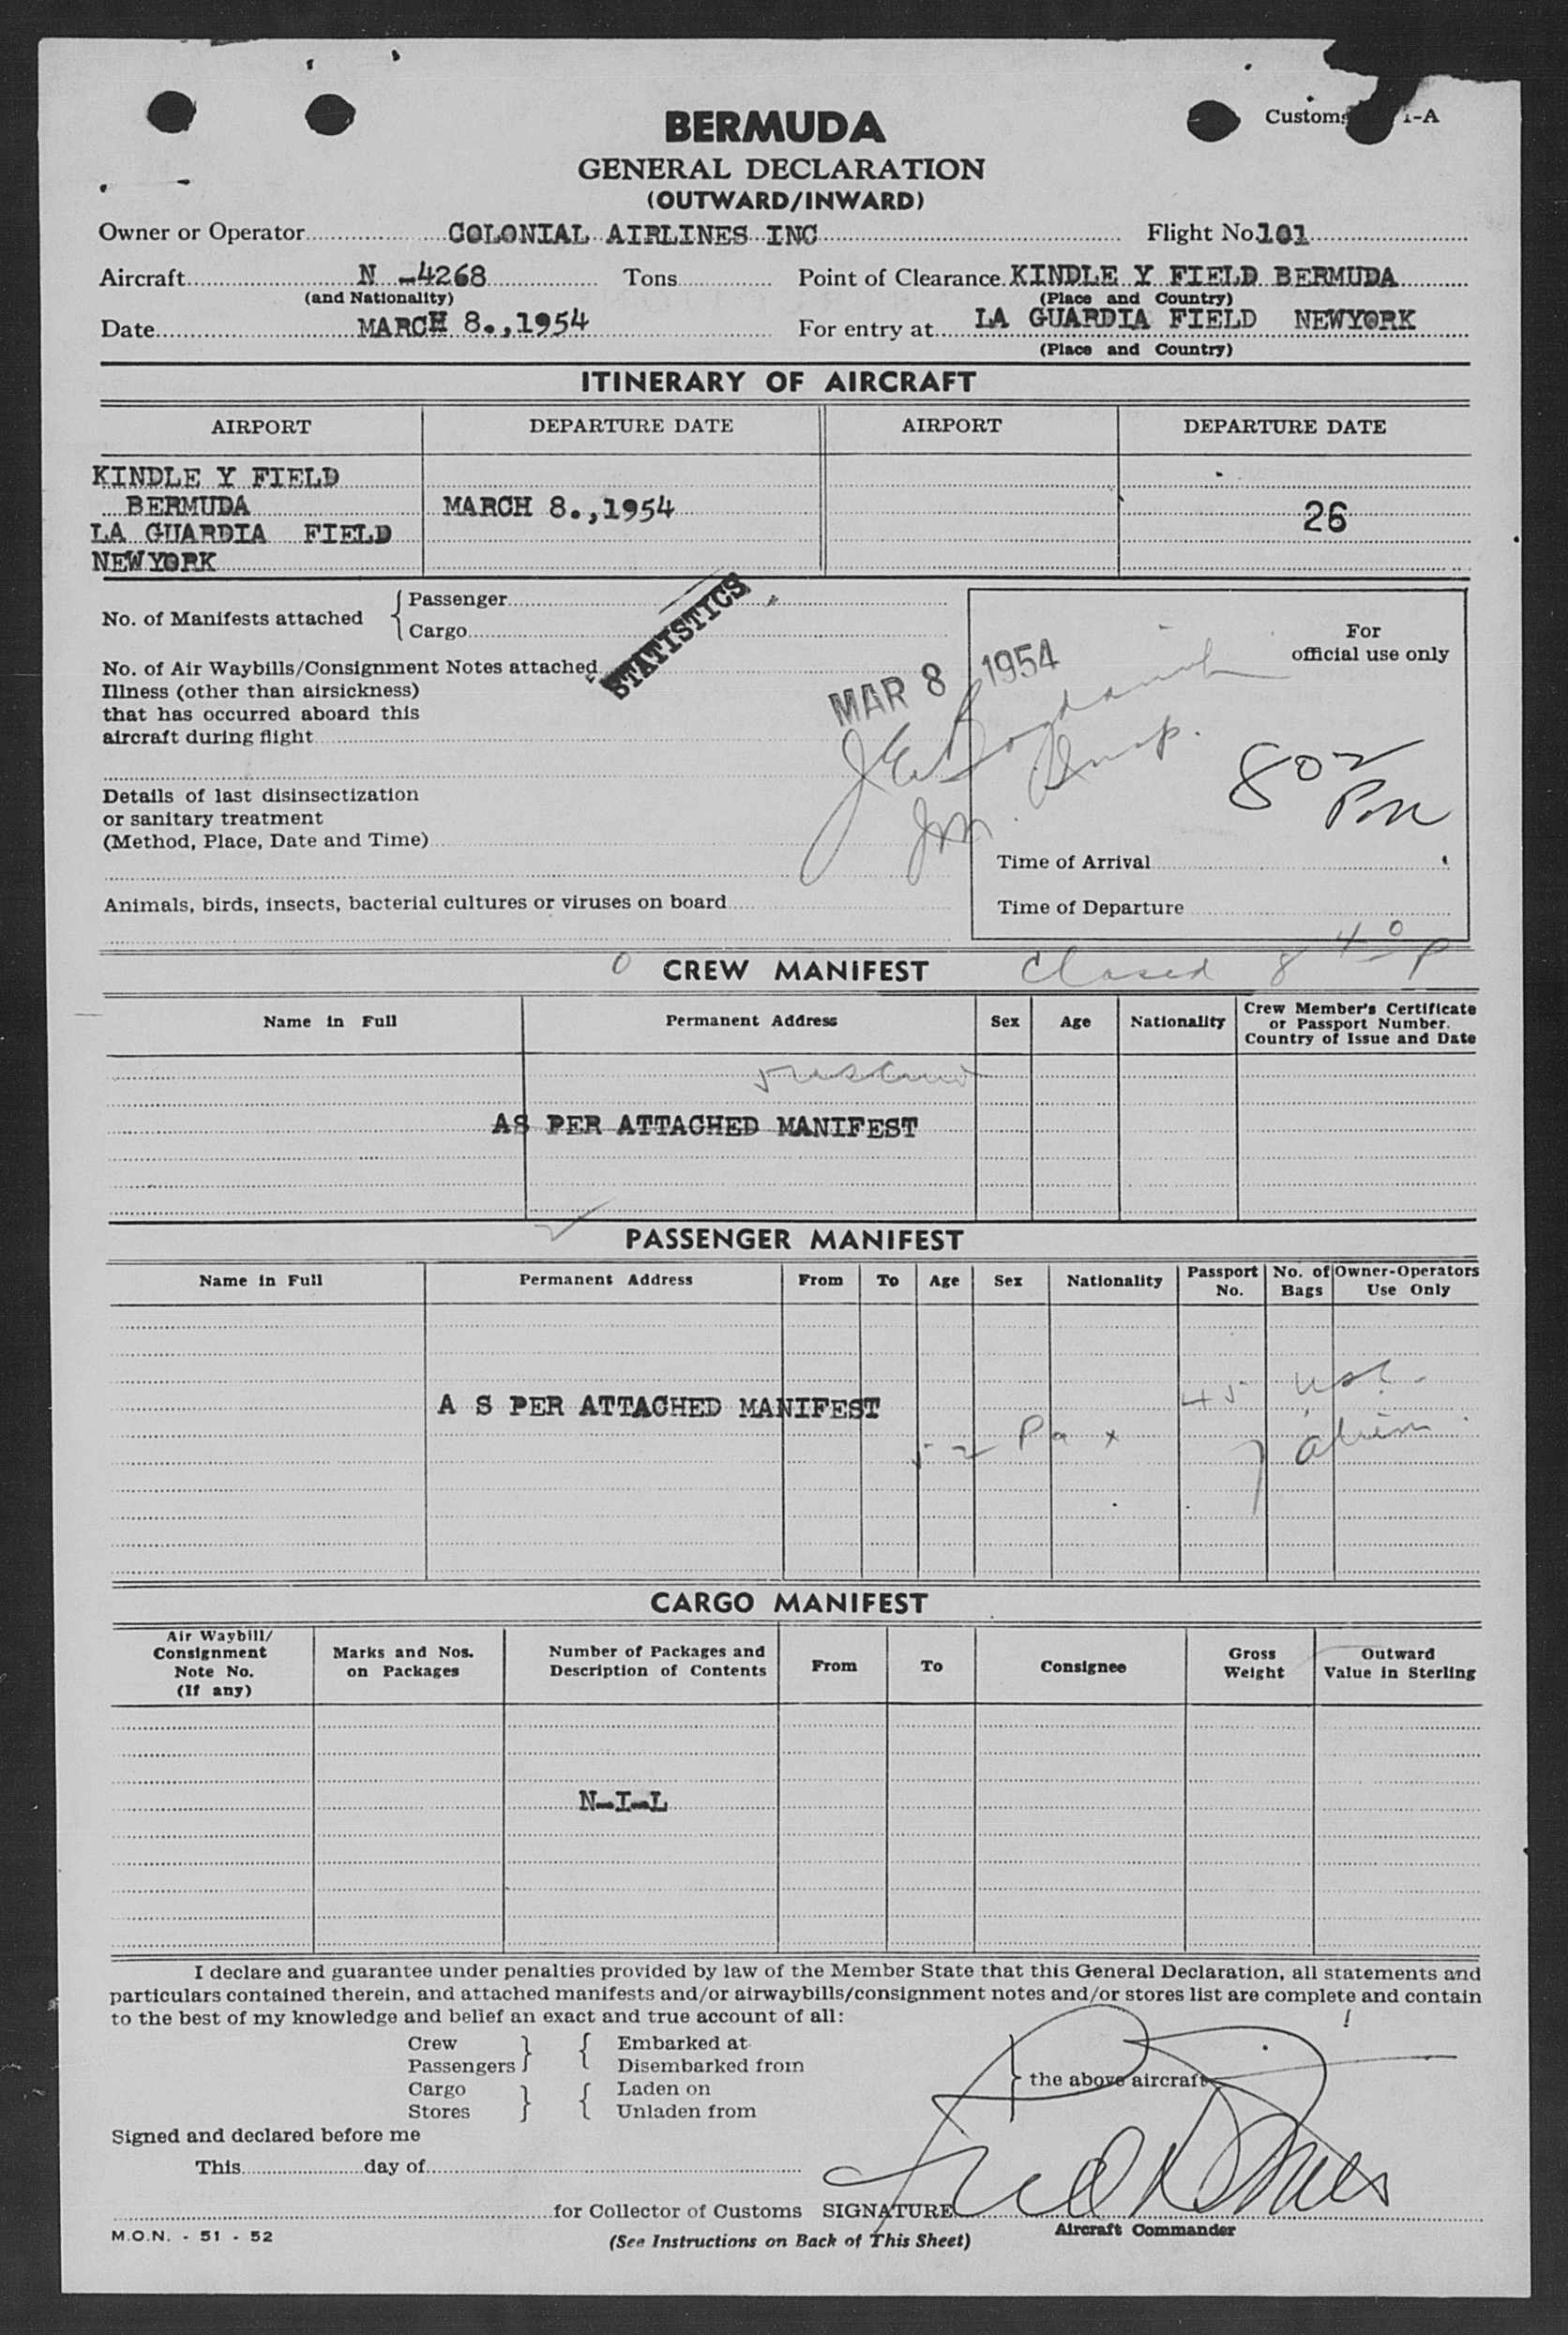 Customs 1-A
BERMUDA
GENERAL DECLARATION
(OUTWARD/INWARD)
Owner or Operator COLONIAL AIRLINES INC Flight No. 101
Aircraft N -4268 Tons Point of Clearance KINDLE Y FIELD BERMUDA
(and Nationality) (Place and Country)
Date MARCH 8.,1954 For entry at LA GUARDIA FIELD NEWYORK
(Place and Country)
ITINERARY OF AIRCRAFT
AIRPORT DEPARTURE DATE AIRPORT DEPARTURE DATE
KINDLE Y FIELD
BERMUDA MARCH 8.,1954 26
LA GUARDIA FIELD
NEWYORK
No. of Manifests attached { Passenger
Cargo
STATISTICS
For
official use only
No. of Air Waybills/Consignment Notes attached
MAR 8 1954
Illness (other than airsickness)
that has occurred aboard this
aircraft during flight
Insp.
802
Pm
Details of last disinsectization
or sanitary treatment
(Method, Place, Date and Time)
Time of Arrival
Animals, birds, insects, bacterial cultures or viruses on board
Time of Departure
0 CREW MANIFEST Closed 8 40 P
Name in Full Permanent Address Sex Age Nationality Crew Member's Certificate or Passport Number. Country of Issue and Date
AS PER ATTACHED MANIFEST
PASSENGER MANIFEST
Name in Full Permanent Address From To Age Sex Nationality Passport No. No. of Bags Owner-Operators Use Only
A S PER ATTACHED MANIFEST
45 usc.
52 Pax
7 alien
CARGO MANIFEST
Air Waybill/ Consignment Note No. (If any) Marks and Nos. on Packages Number of Packages and Description of Contents From To Consignee Gross Weight Outward Value in Sterling
N-I-L
I declare and guarantee under penalties provided by law of the Member State that this General Declaration, all statements and
particulars contained therein, and attached manifests and/or airwaybills/consignment notes and/or stores list are complete and contain
to the best of my knowledge and belief an exact and true account of all:
Crew } { Embarked at
Passengers Disembarked from
} the above aircraft
Cargo } { Laden on
Stores Unladen from
Signed and declared before me
This day of
for Collector of Customs SIGNATURE
Aircraft Commander
M.O.N. - 51 - 52
(See Instructions on Back of This Sheet)